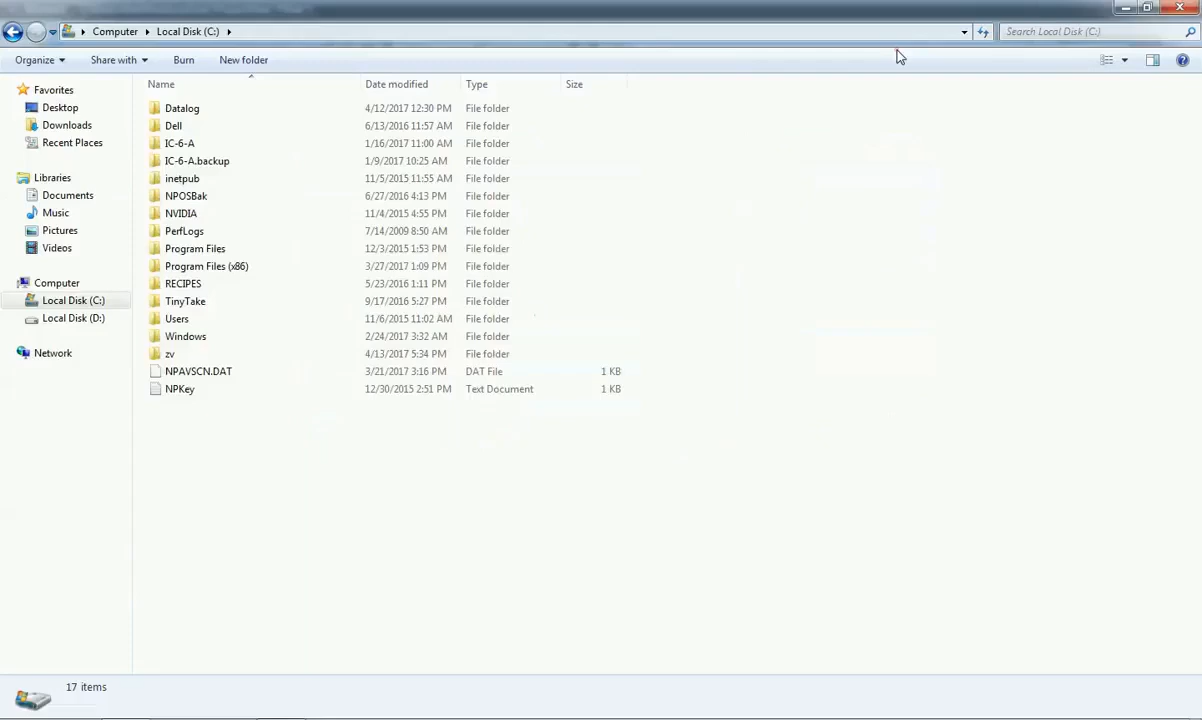 Computer Local Disk (C:) Search Local Disk (C:)
Organize Share with Burn New folder
Name Date modified Type Size
Favorites
Desktop
Downloads
Recent Places
Libraries
Documents
Music
Pictures
Videos
Computer
Local Disk (C:)
Local Disk (D:)
Network
Datalog 4/12/2017 12:30 PM File folder
Dell 6/13/2016 11:57 AM File folder
IC-6-A 1/16/2017 11:00 AM File folder
IC-6-A.backup 1/9/2017 10:25 AM File folder
inetpub 11/5/2015 11:55 AM File folder
NPOSBak 6/27/2016 4:13 PM File folder
NVIDIA 11/4/2015 4:55 PM File folder
PerfLogs 7/14/2009 8:50 AM File folder
Program Files 12/3/2015 1:53 PM File folder
Program Files (x86) 3/27/2017 1:09 PM File folder
RECIPES 5/23/2016 1:11 PM File folder
TinyTake 9/17/2016 5:27 PM File folder
Users 11/6/2015 11:02 AM File folder
Windows 2/24/2017 3:32 AM File folder
zv 4/13/2017 5:34 PM File folder
NPAVSCN.DAT 3/21/2017 3:16 PM DAT File 1 KB
NPKey 12/30/2015 2:51 PM Text Document 1 KB
17 items